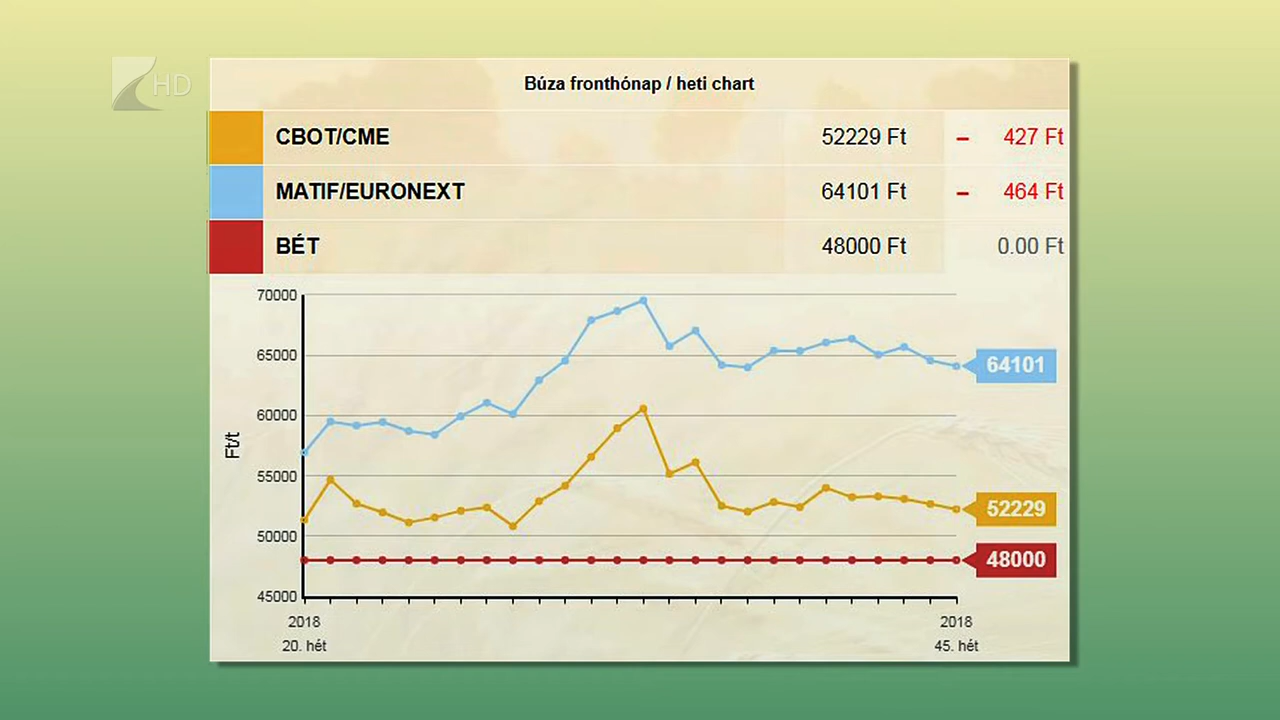 HD
Búza fronthónap / heti chart
CBOT/CME 52229 Ft – 427 Ft
MATIF/EURONEXT 64101 Ft – 464 Ft
BÉT 48000 Ft 0.00 Ft
70000
65000
60000
55000
50000
45000
Ft/t
64101
52229
48000
2018 2018
20. hét 45. hét